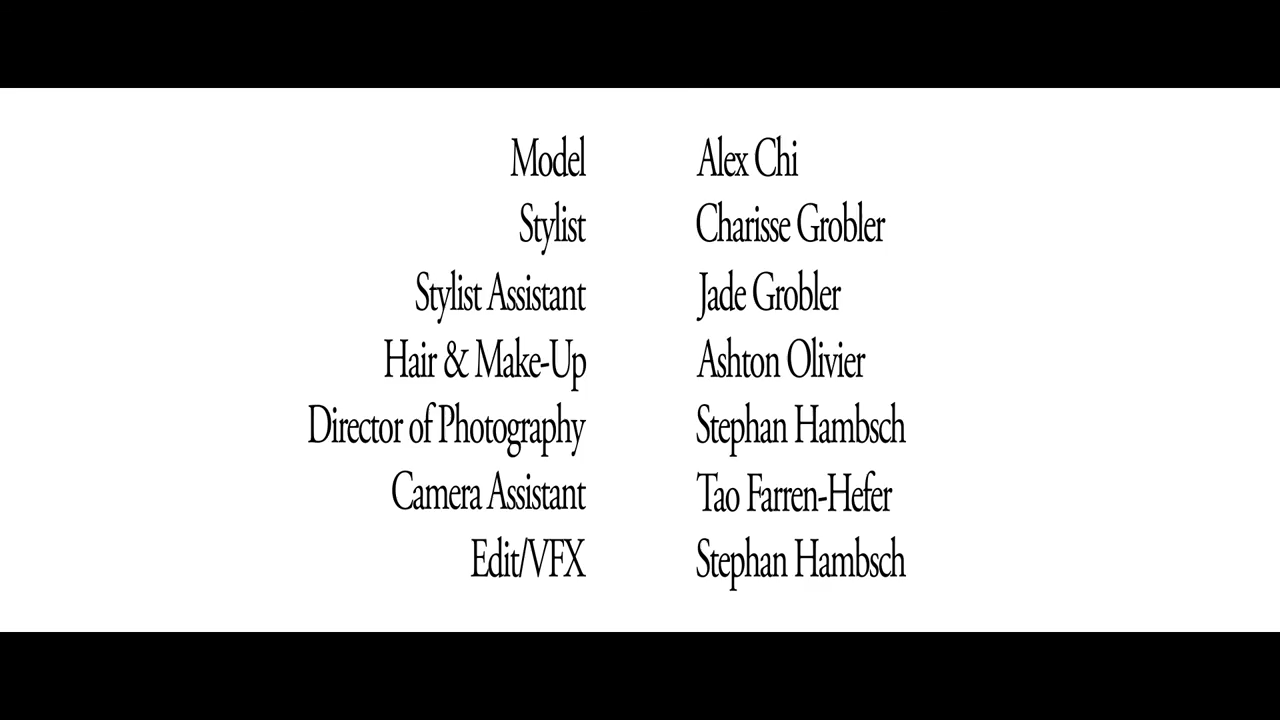 Model Alex Chi
Stylist Charisse Grobler
Stylist Assistant Jade Grobler
Hair & Make-Up Ashton Olivier
Director of Photography Stephan Hambsch
Camera Assistant Tao Farren-Hefer
Edit/VFX Stephan Hambsch